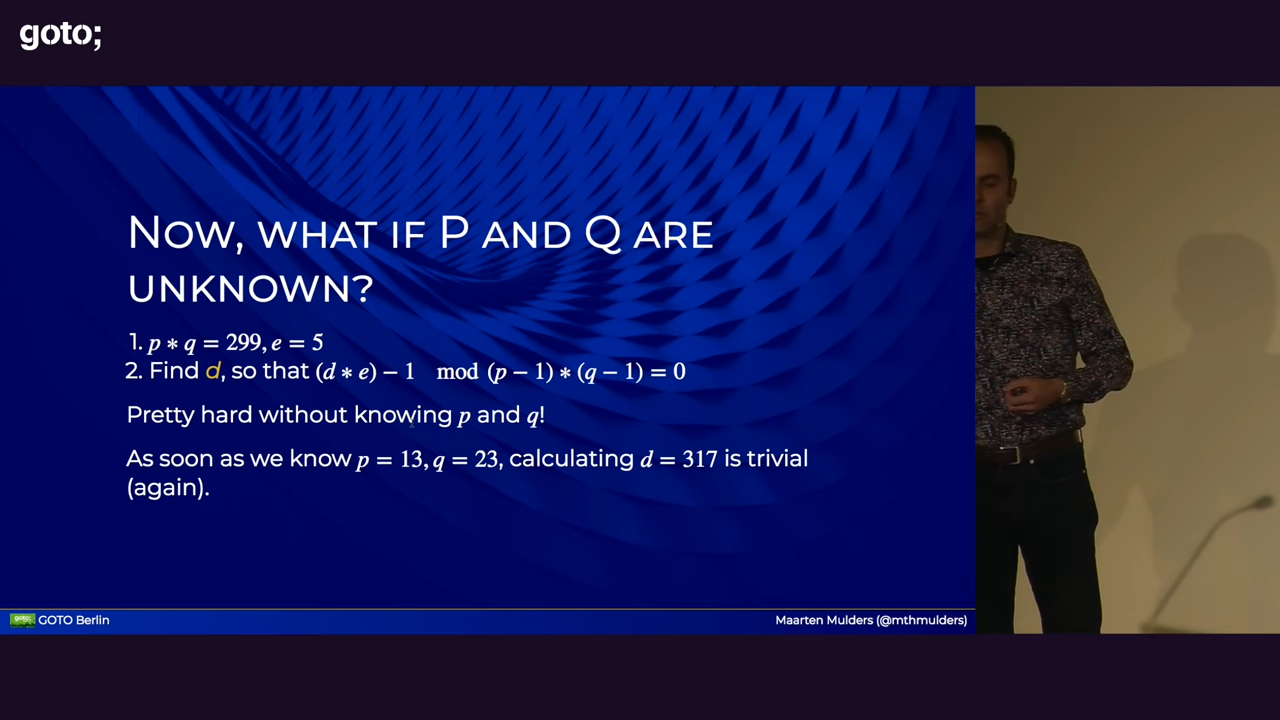 goto;
NOW, WHAT IF P AND Q ARE
UNKNOWN?
1. p * q = 299, e = 5
2. Find d, so that (d * e) − 1 mod (p − 1) * (q − 1) = 0
Pretty hard without knowing p and q!
As soon as we know p = 13, q = 23, calculating d = 317 is trivial
(again).
goto; GOTO Berlin
Maarten Mulders (@mthmulders)